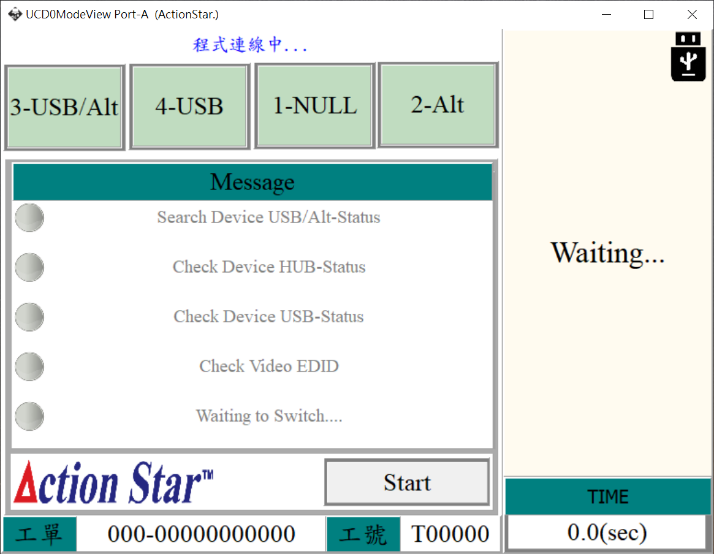 UCD0ModeView Port-A (ActionStar.)
程式連線中...
3-USB/Alt
4-USB
1-NULL
2-Alt
Message
Search Device USB/Alt-Status
Check Device HUB-Status
Check Device USB-Status
Check Video EDID
Waiting to Switch....
Action Star™
Start
工單
000-00000000000
工號
T00000
Waiting...
TIME
0.0(sec)